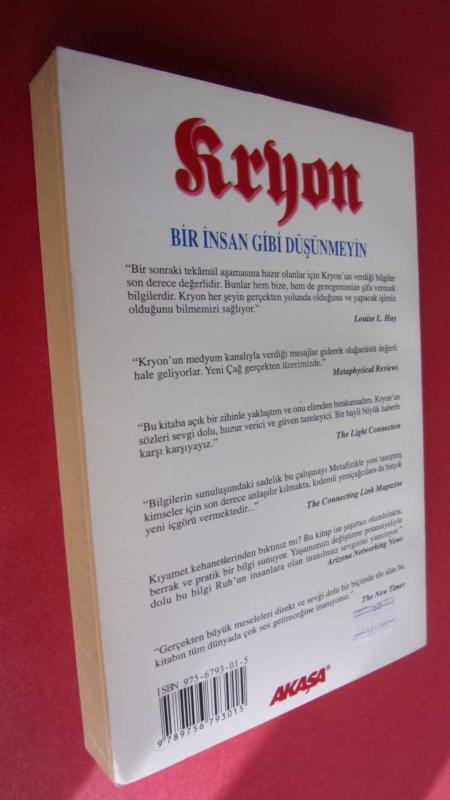 Kryon
BİR İNSAN GİBİ DÜŞÜNMEYİN
“Bir sonraki tekâmül aşamasına hazır olanlar için Kryon'un verdiği bilgiler
son derece değerlidir. Bunlar hem bize, hem de gezegenimize şifa verecek
bilgilerdir. Kryon her şeyin gerçekten yolunda olduğunu ve yapacak işimiz
olduğunu bilmemizi sağlıyor.”
Louise L. Hay
“Kryon'un medyum kanalıyla verdiği mesajlar giderek olağanüstü değerli
hale geliyorlar. Yeni Çağ gerçekten üzerimizde.”
Metaphysical Reviews
“Bu kitaba açık bir zihinle yaklaştım ve onu elimden bırakamadım. Kryon'un
sözleri sevgi dolu, huzur verici ve güven tazeleyici. Bir hayli büyük haberle
karşı karşıyayız.”
The Light Connection
“Bilgilerin sunuluşundaki sadelik bu çalışmayı Metafizikle yeni tanışmış
kimseler için son derece anlaşılır kılmakta, kıdemli yeniçağcılara da birçok
yeni içgörü vermektedir...”
The Connecting Link Magazine
Kıyamet kehanetlerinden bıktınız mı? Bu kitap ise şaşırtıcı olumlulukta,
berrak ve pratik bir bilgi sunuyor. Yaşamımızı değiştirme potansiyeliyle
dolu bu bilgi Ruh'un insanlara olan inanılmaz sevgisini yansıtıyor.”
Arizona Networking News
“Gerçekten büyük meseleleri direkt ve sevgi dolu bir biçimde ele alan bu
kitabın tüm dünyada çok ses getireceğine inanıyoruz.”
The New Times
ISBN 975-6793-01-5
9 789756 793015
AKAŞA®